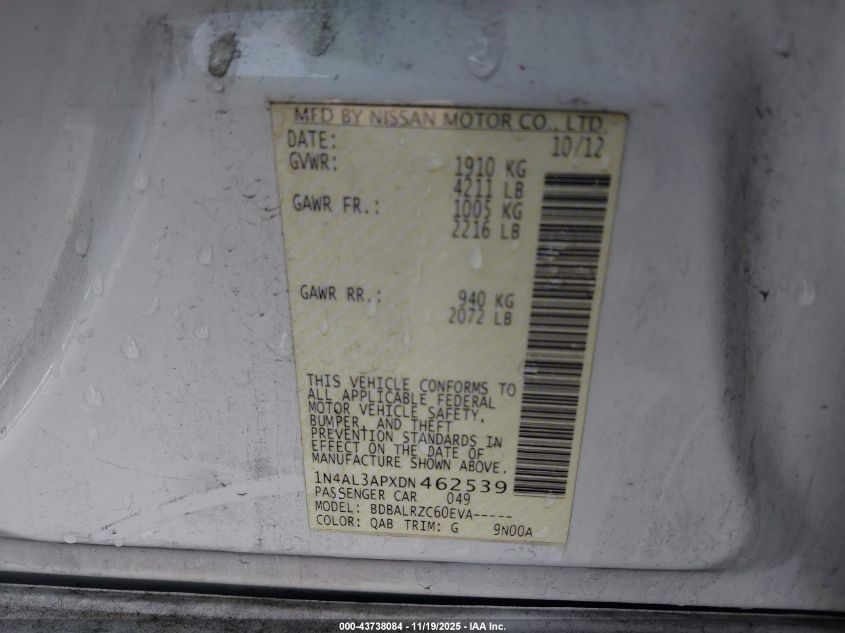 MFD BY NISSAN MOTOR CO., LTD.
DATE: 10/12
GVWR: 1910 KG
4211 LB
GAWR FR.: 1005 KG
2216 LB
GAWR RR.: 940 KG
2072 LB
THIS VEHICLE CONFORMS TO
ALL APPLICABLE FEDERAL
MOTOR VEHICLE SAFETY,
BUMPER, AND THEFT
PREVENTION STANDARDS IN
EFFECT ON THE DATE OF
MANUFACTURE SHOWN ABOVE.
1N4AL3APXDN462539
PASSENGER CAR 049
MODEL: BDBALRZC60EVA-----
COLOR: QAB TRIM: G 9N00A
000-43738084 - 11/19/2025 - IAA Inc.